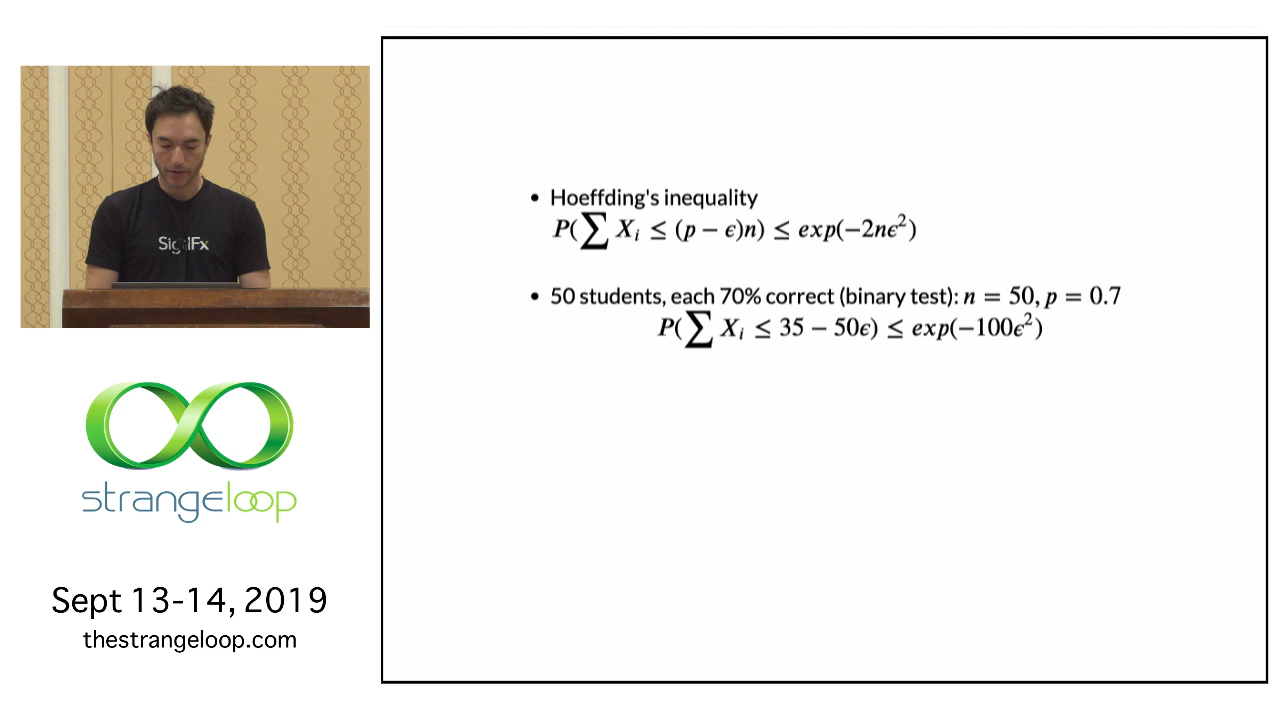 SignalFx
strangeloop
Sept 13-14, 2019
thestrangeloop.com
• Hoeffding's inequality
P(∑ Xᵢ ≤ (p − ϵ)n) ≤ exp(−2nϵ²)
• 50 students, each 70% correct (binary test): n = 50, p = 0.7
P(∑ Xᵢ ≤ 35 − 50ϵ) ≤ exp(−100ϵ²)